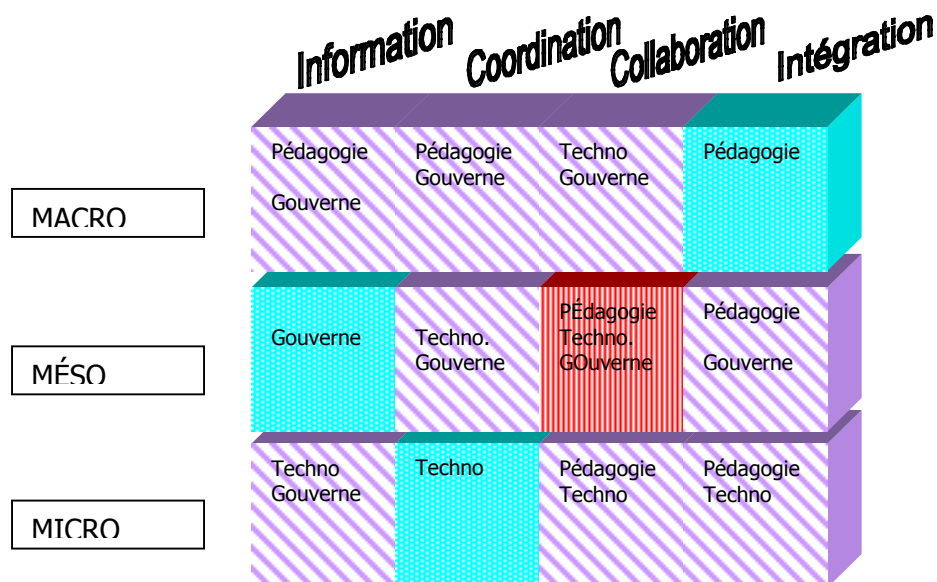 Information
Coordination
Collaboration
Intégration
MACRO
Pédagogie
Gouverne
Pédagogie
Gouverne
Techno
Gouverne
Pédagogie
MÉSO
Gouverne
Techno.
Gouverne
PÉdagogie
Techno.
GOuverne
Pédagogie
Gouverne
MICRO
Techno
Gouverne
Techno
Pédagogie
Techno
Pédagogie
Techno